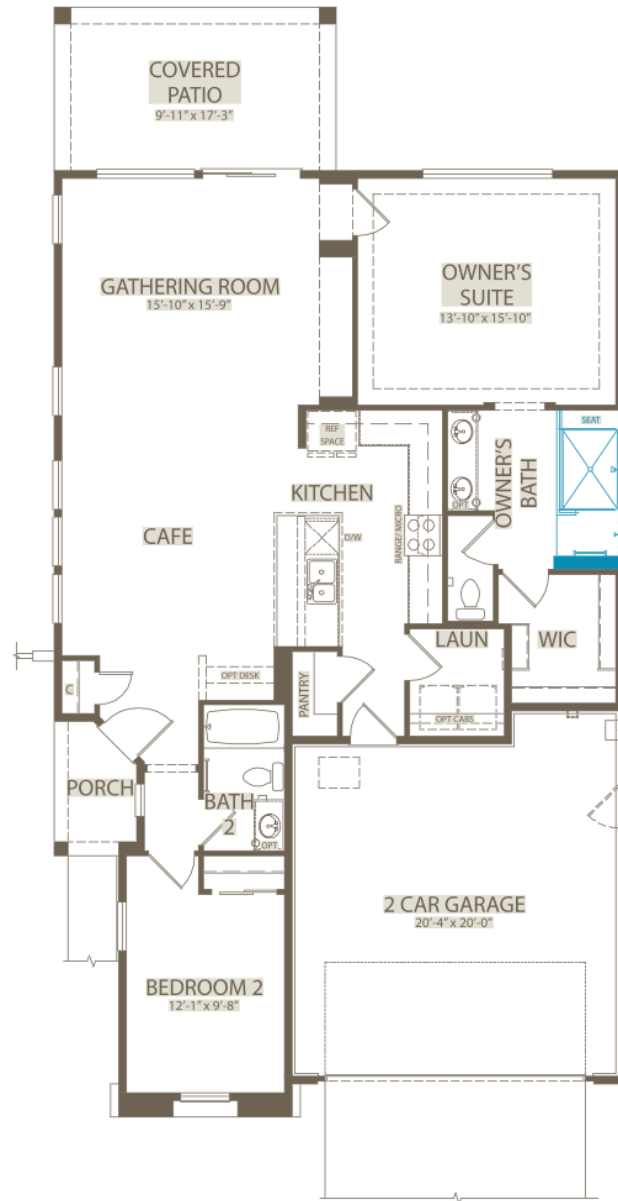 COVERED
PATIO
9'-11" x 17'-3"
GATHERING ROOM
15'-10" x 15'-9"
OWNER'S
SUITE
13'-10" x 15'-10"
REF
SPACE
SEAT
KITCHEN
OPT
OWNER'S
BATH
CAFE
D/W
RANGE/ MICRO
LAUN
WIC
C
OPT DESK
PANTRY
OPT CABS
PORCH
BATH
2
OPT
2 CAR GARAGE
20'-4" x 20'-0"
BEDROOM 2
12'-1" x 9'-8"